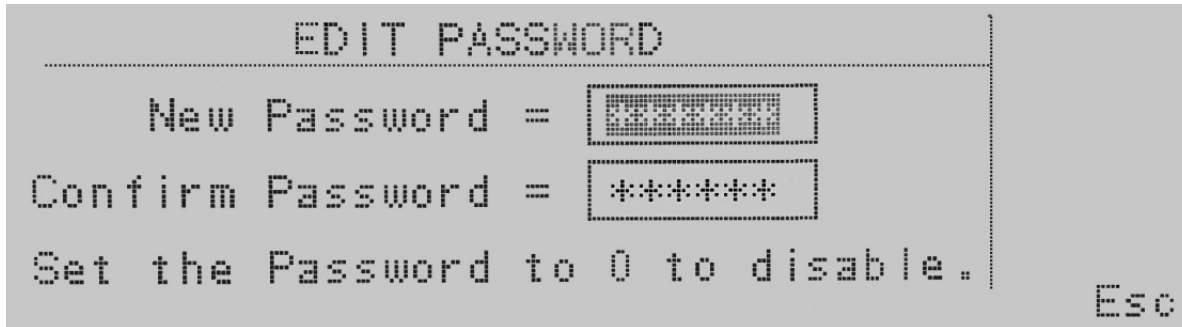 EDIT PASSWORD
New Password = ******
Confirm Password = ******
Set the Password to 0 to disable.
Esc